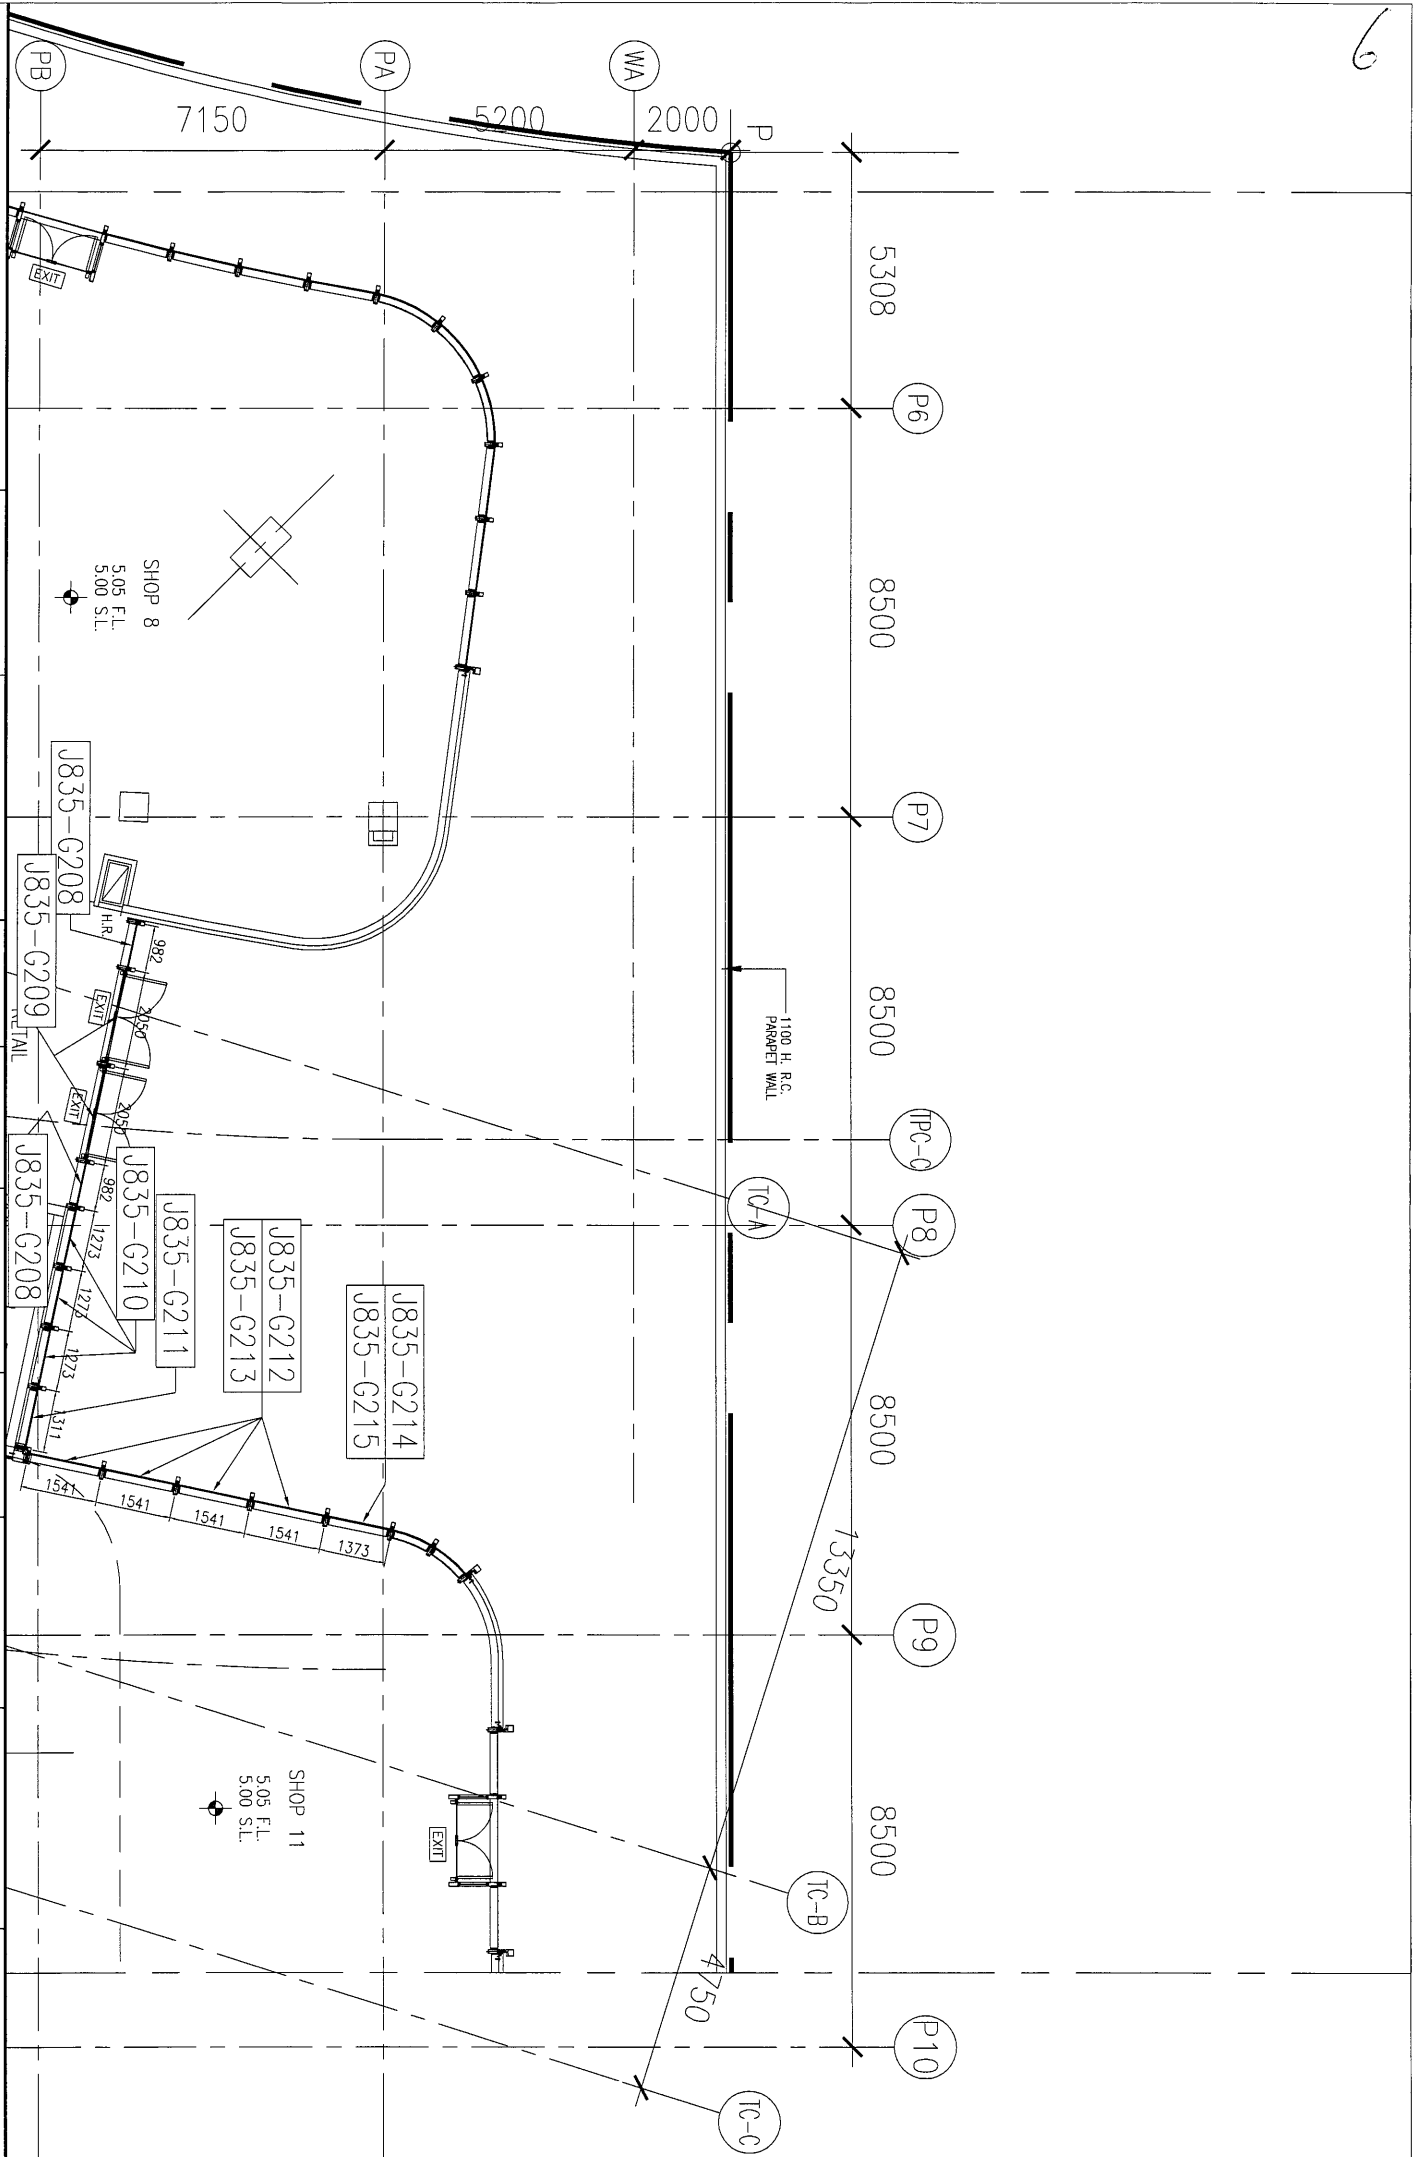 6
PB
PA
WA
P
7150
5200
2000
5308
8500
8500
8500
8500
P6
P7
TPC-C
P8
P9
P10
TC-A
TC-B
TC-C
13350
4750
1100 H. R.C.
PARAPET WALL
EXIT
SHOP 8
5.05 F.L.
5.00 S.L.
H.R.
J835-G208
J835-G209
982
2050
2050
982
1273
1273
1273
1311
EXIT
EXIT
J835-G208
J835-G210
J835-G211
J835-G212
J835-G213
J835-G214
J835-G215
1541
1541
1541
1541
1373
SHOP 11
5.05 F.L.
5.00 S.L.
EXIT